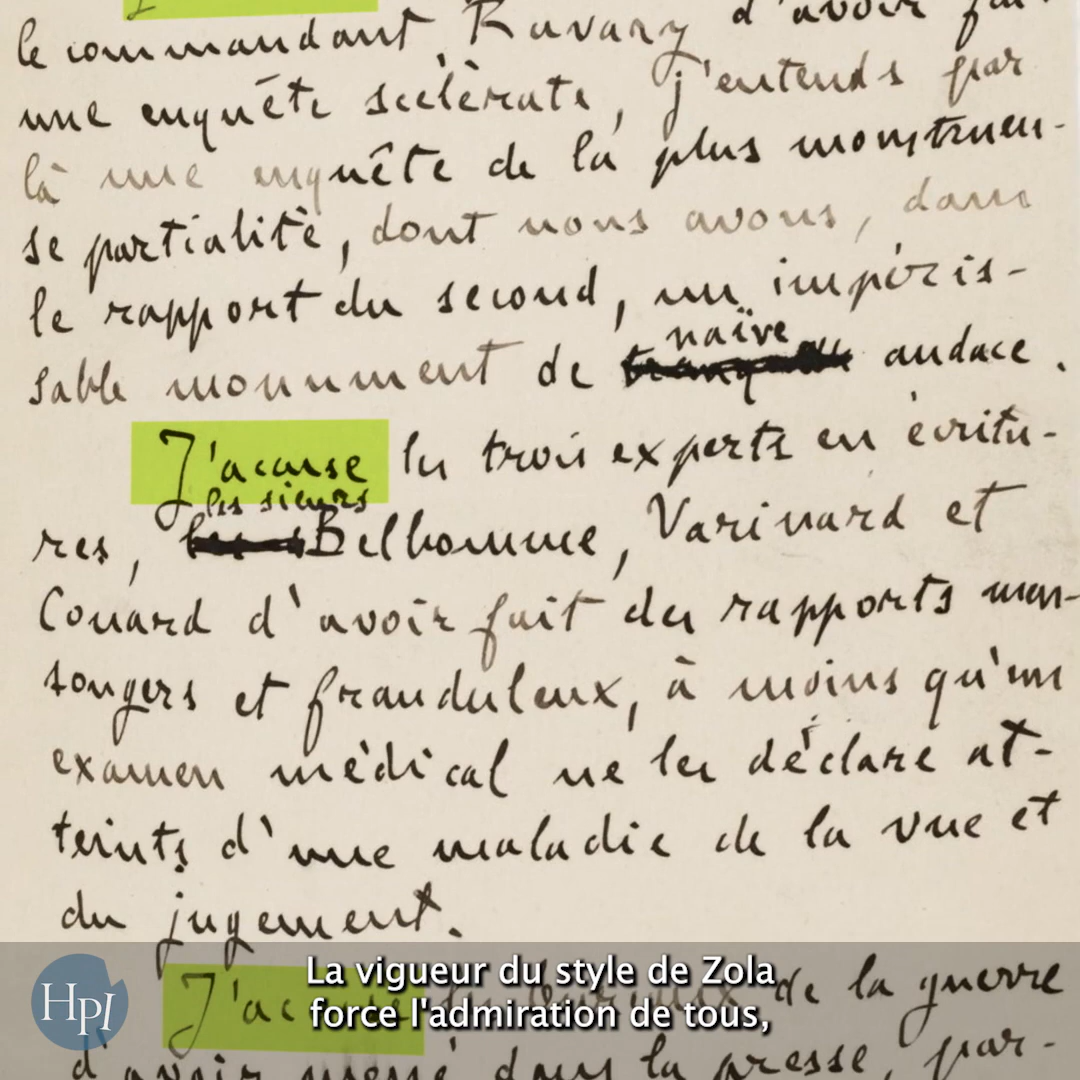 le commandant Ravary d'avoir fai
une enquête scélérate, j'entends par
là une enquête de la plus monstrueu-
se partialité, dont nous avons, dans
le rapport du second, un impéris-
naïve
sable monument de audace.
J'accuse les trois experts en écritu-
les sieurs
res, Belhomme, Varinard et
Couard d'avoir fait des rapports men-
songers et frauduleux, à moins qu'un
examen médical ne les déclare at-
teints d'une maladie de la vue et
du jugement.
J'accuse de la guerre
d'avoir mené dans la presse, par-
HPI
La vigueur du style de Zola
force l'admiration de tous,